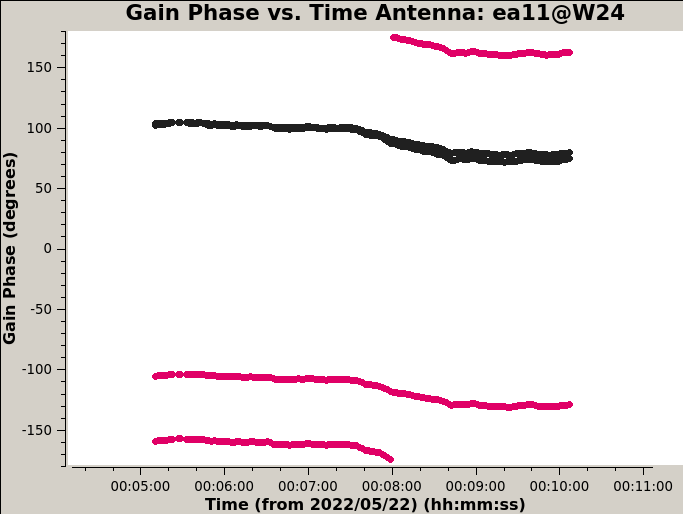 Gain Phase vs. Time Antenna: ea11@W24
150
100
50
0
-50
-100
-150
Gain Phase (degrees)
00:05:00 00:06:00 00:07:00 00:08:00 00:09:00 00:10:00 00:11:00
Time (from 2022/05/22) (hh:mm:ss)